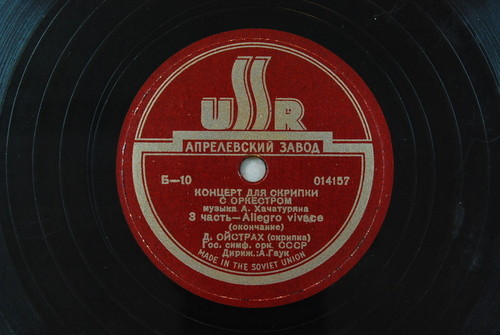 USSR
АПРЕЛЕВСКИЙ ЗАВОД
Б—10 014157
КОНЦЕРТ ДЛЯ СКРИПКИ
С ОРКЕСТРОМ
музыка А. Хачатуряна
3 часть—Allegro vivace
(окончание)
Д. ОЙСТРАХ (скрипка)
Гос. симф. орк. СССР
Дириж.: А. Гаук
MADE IN THE SOVIET UNION